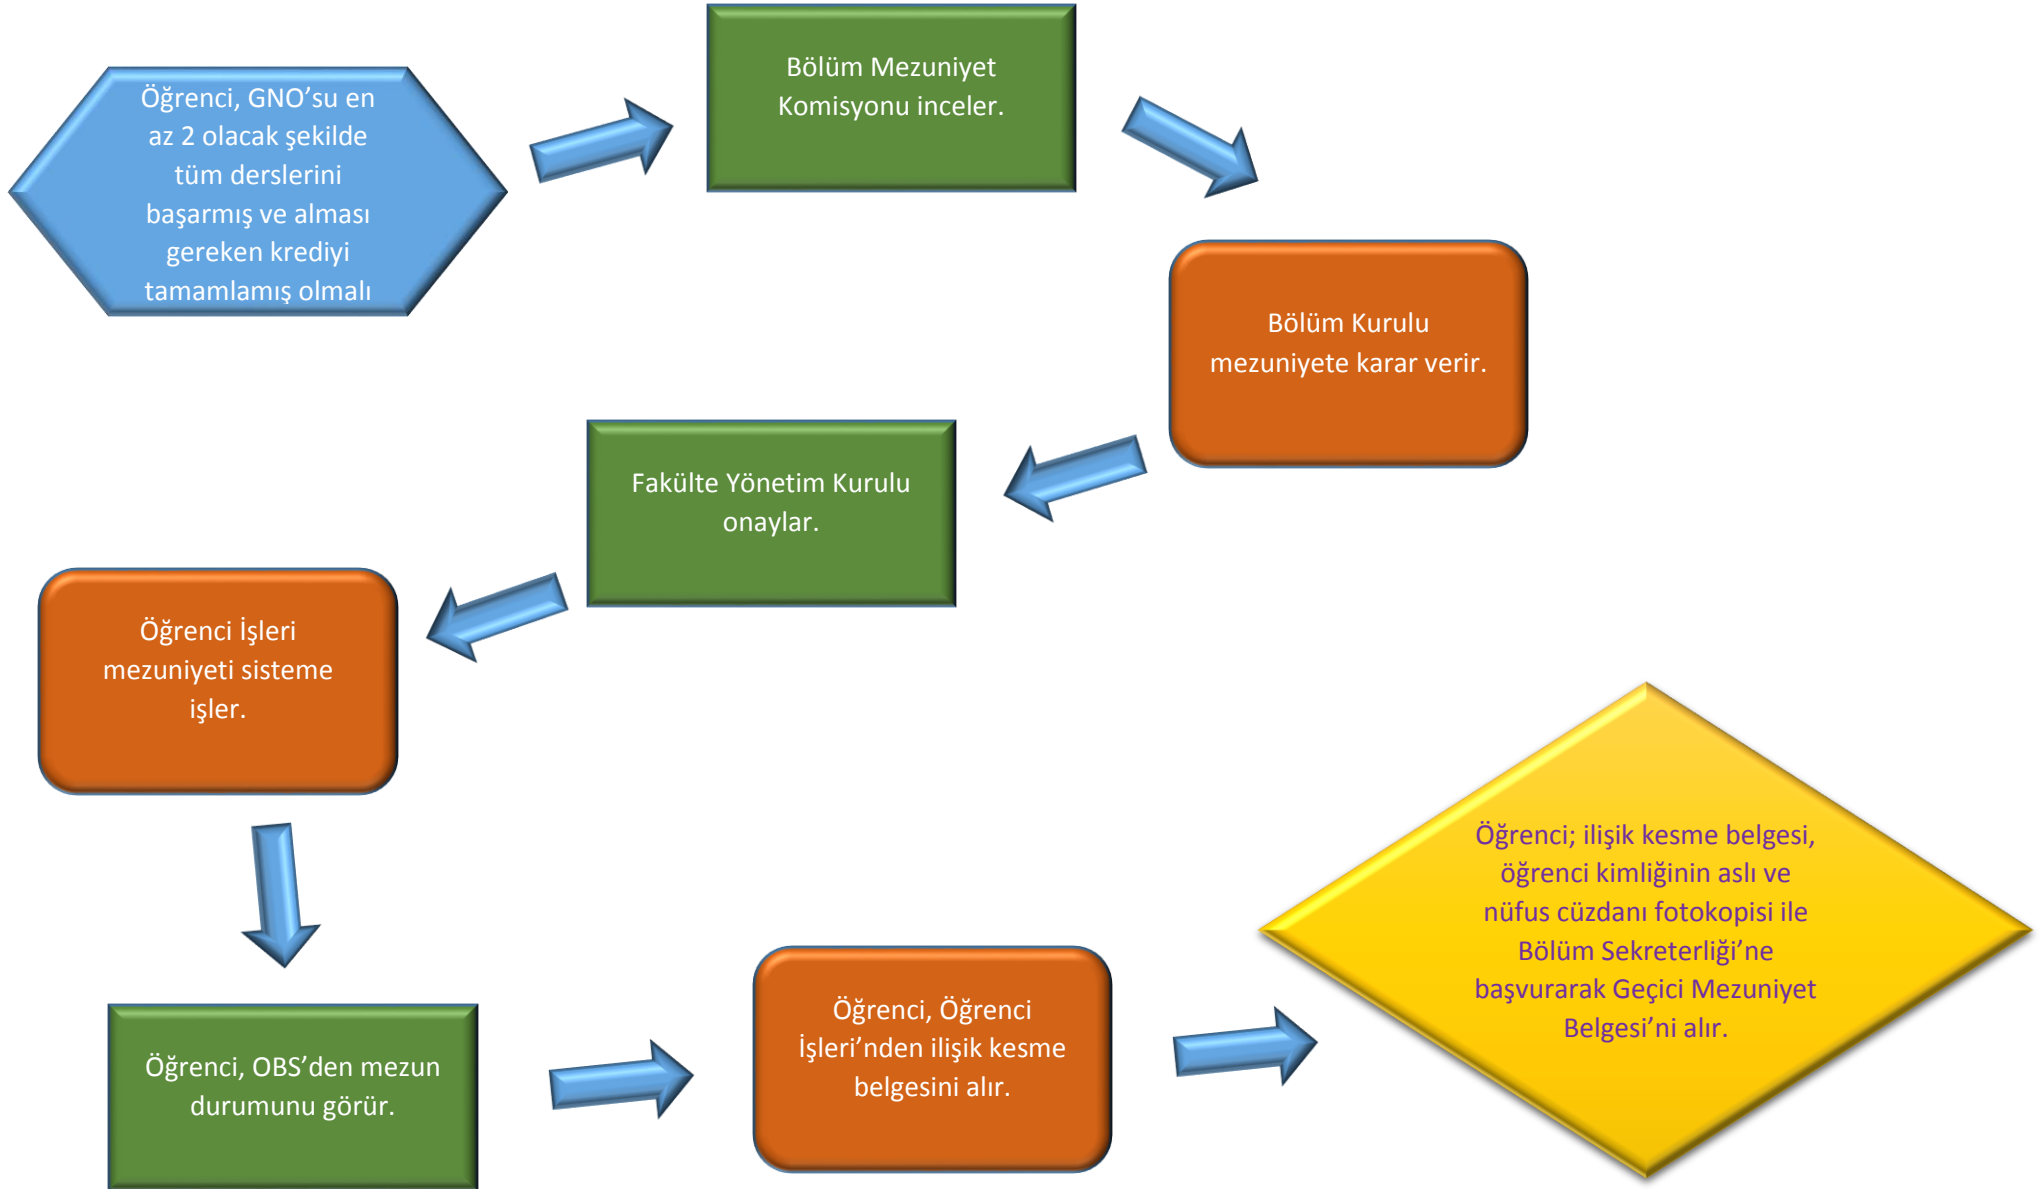 Öğrenci, GNO’su en
az 2 olacak şekilde
tüm derslerini
başarmış ve alması
gereken krediyi
tamamlamış olmalı
Bölüm Mezuniyet
Komisyonu inceler.
Bölüm Kurulu
mezuniyete karar verir.
Fakülte Yönetim Kurulu
onaylar.
Öğrenci İşleri
mezuniyeti sisteme
işler.
Öğrenci, OBS’den mezun
durumunu görür.
Öğrenci, Öğrenci
İşleri’nden ilişik kesme
belgesini alır.
Öğrenci; ilişik kesme belgesi,
öğrenci kimliğinin aslı ve
nüfus cüzdanı fotokopisi ile
Bölüm Sekreterliği’ne
başvurarak Geçici Mezuniyet
Belgesi’ni alır.